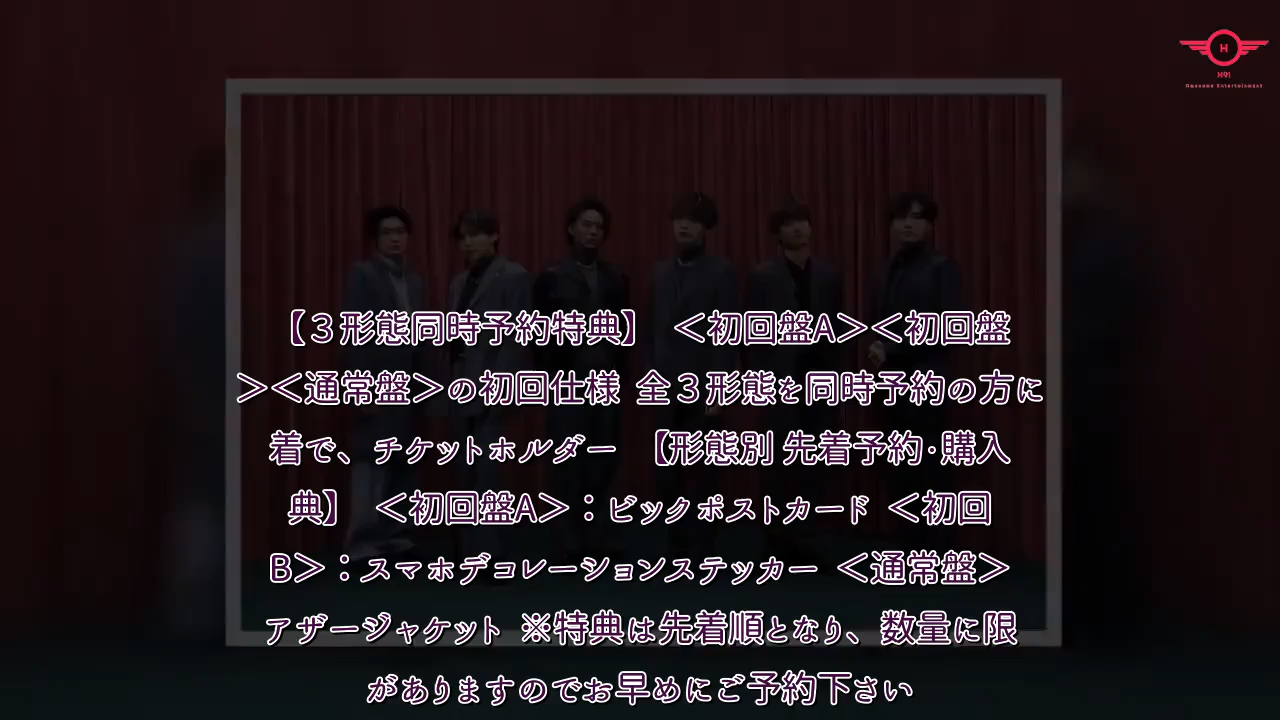 H
H91
Awesome Entertainment
【３形態同時予約特典】 ＜初回盤A＞＜初回盤
＞＜通常盤＞の初回仕様 全３形態を同時予約の方に
着で、チケットホルダー 【形態別 先着予約·購入
典】 ＜初回盤A＞：ビックポストカード ＜初回
B＞：スマホデコレーションステッカー ＜通常盤＞
アザージャケット ※特典は先着順となり、数量に限
がありますのでお早めにご予約下さい